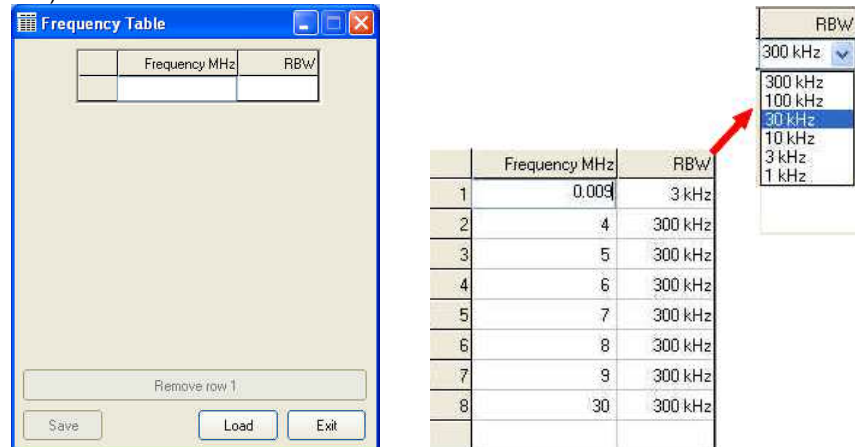 Frequency Table
Frequency MHz RBW
Remove row 1
Save Load Exit
Frequency MHz RBW
1 0.009 3 kHz
2 4 300 kHz
3 5 300 kHz
4 6 300 kHz
5 7 300 kHz
6 8 300 kHz
7 9 300 kHz
8 30 300 kHz
RBW
300 kHz
300 kHz
100 kHz
30 kHz
10 kHz
3 kHz
1 kHz